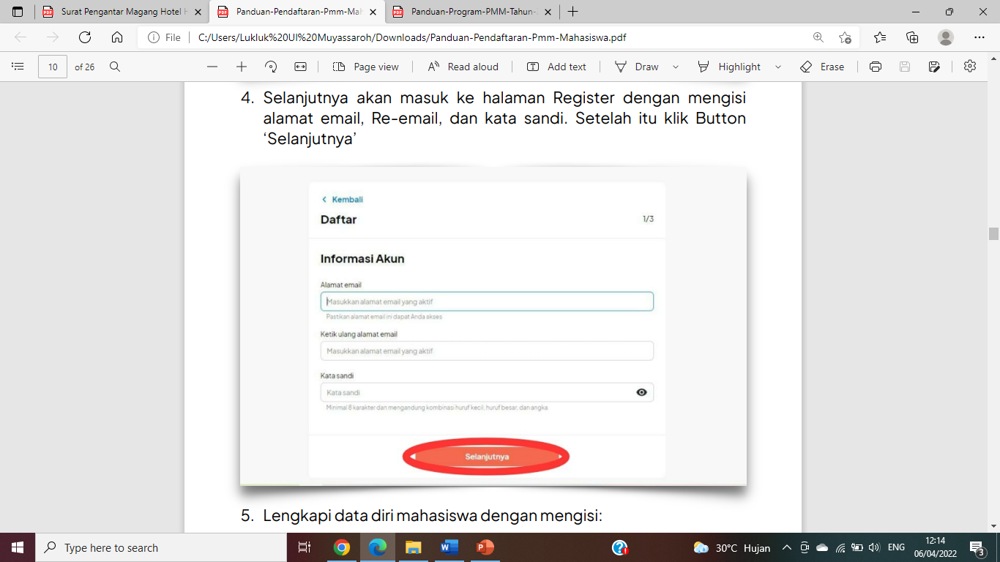 Surat Pengantar Magang Hotel H
Panduan-Pendaftaran-Pmm-Mah
Panduan-Program-PMM-Tahun-
File
C:/Users/Lukluk%20Ul%20Muyassaroh/Downloads/Panduan-Pendaftaran-Pmm-Mahasiswa.pdf
10 of 26
Page view
Read aloud
Add text
Draw
Highlight
Erase
4. Selanjutnya akan masuk ke halaman Register dengan mengisi
alamat email, Re-email, dan kata sandi. Setelah itu klik Button
‘Selanjutnya’
Kembali
Daftar
1/3
Informasi Akun
Alamat email
Masukkan alamat email yang aktif
Pastikan alamat email ini dapat Anda akses
Ketik ulang alamat email
Masukkan alamat email yang aktif
Kata sandi
Kata sandi
Minimal 8 karakter dan mengandung kombinasi huruf kecil, huruf besar, dan angka
Selanjutnya
5. Lengkapi data diri mahasiswa dengan mengisi:
Type here to search
30°C Hujan
ENG
12:14
06/04/2022
3